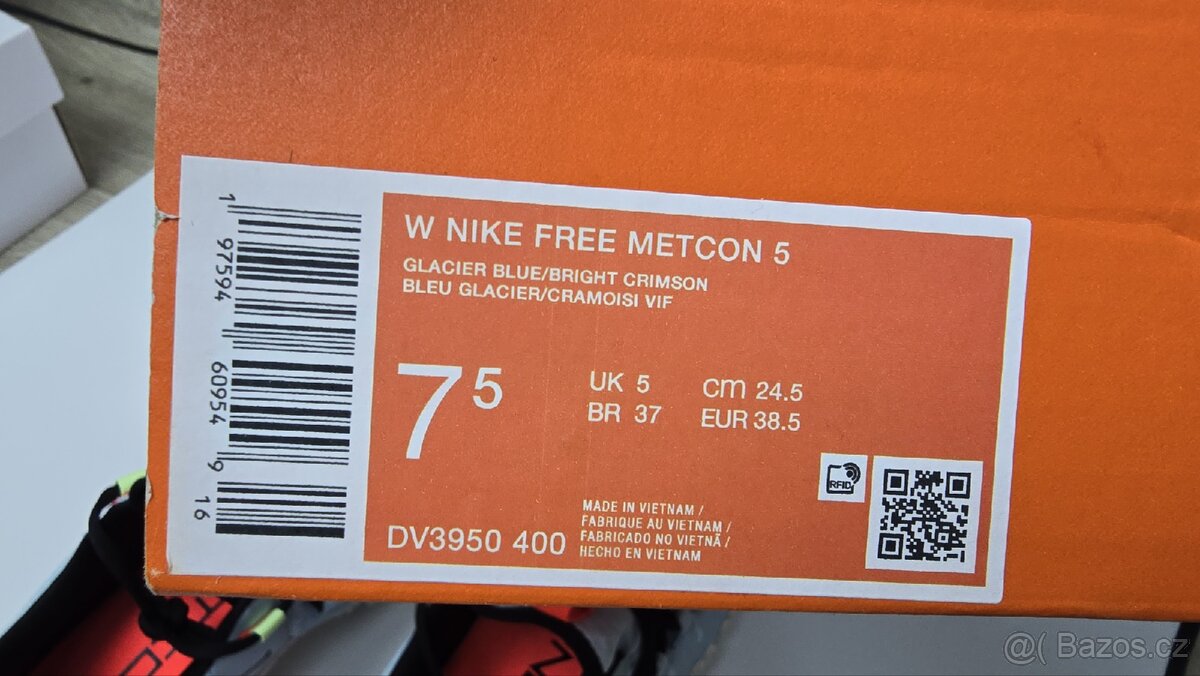 W NIKE FREE METCON 5
GLACIER BLUE/BRIGHT CRIMSON
BLEU GLACIER/CRAMOISI VIF
7 5
UK 5 cm 24.5
BR 37 EUR 38.5
RFID
DV3950 400
MADE IN VIETNAM /
FABRIQUE AU VIETNAM /
FABRICADO NO VIETNÃ /
HECHO EN VIETNAM
1 97594 60954 9 16
@( Bazos.cz